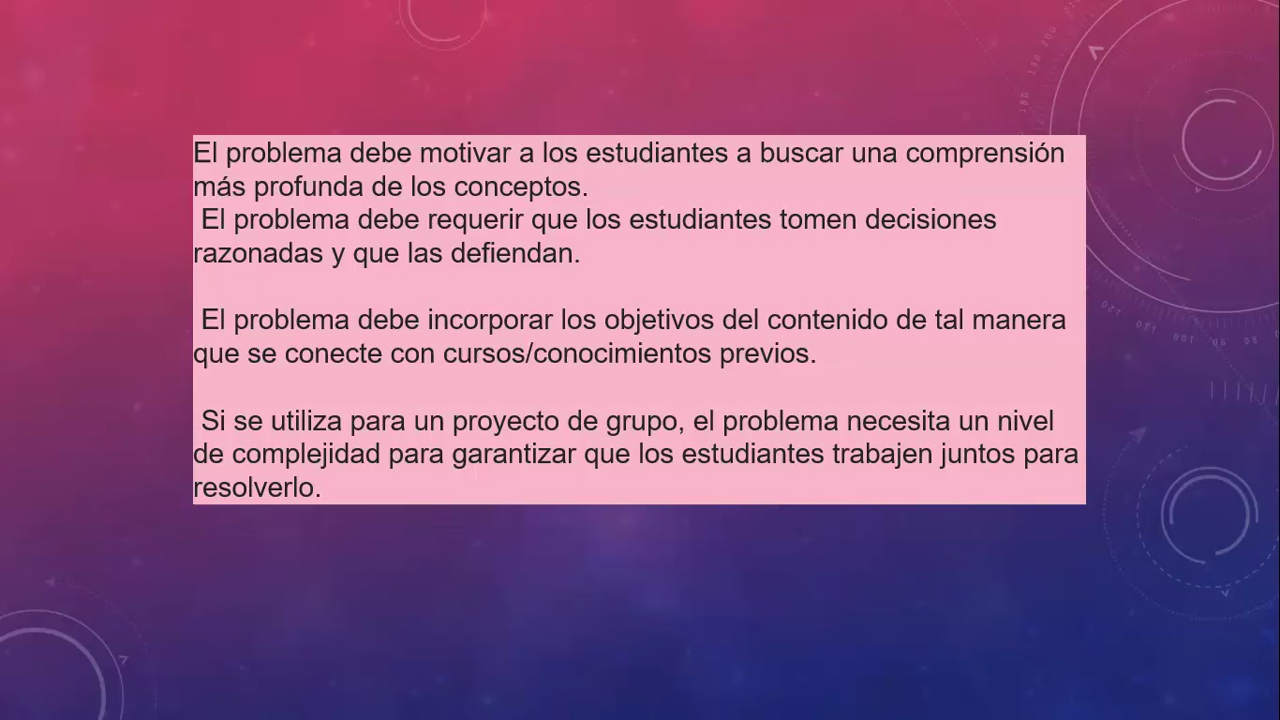 El problema debe motivar a los estudiantes a buscar una comprensión
más profunda de los conceptos.
El problema debe requerir que los estudiantes tomen decisiones
razonadas y que las defiendan.
El problema debe incorporar los objetivos del contenido de tal manera
que se conecte con cursos/conocimientos previos.
Si se utiliza para un proyecto de grupo, el problema necesita un nivel
de complejidad para garantizar que los estudiantes trabajen juntos para
resolverlo.